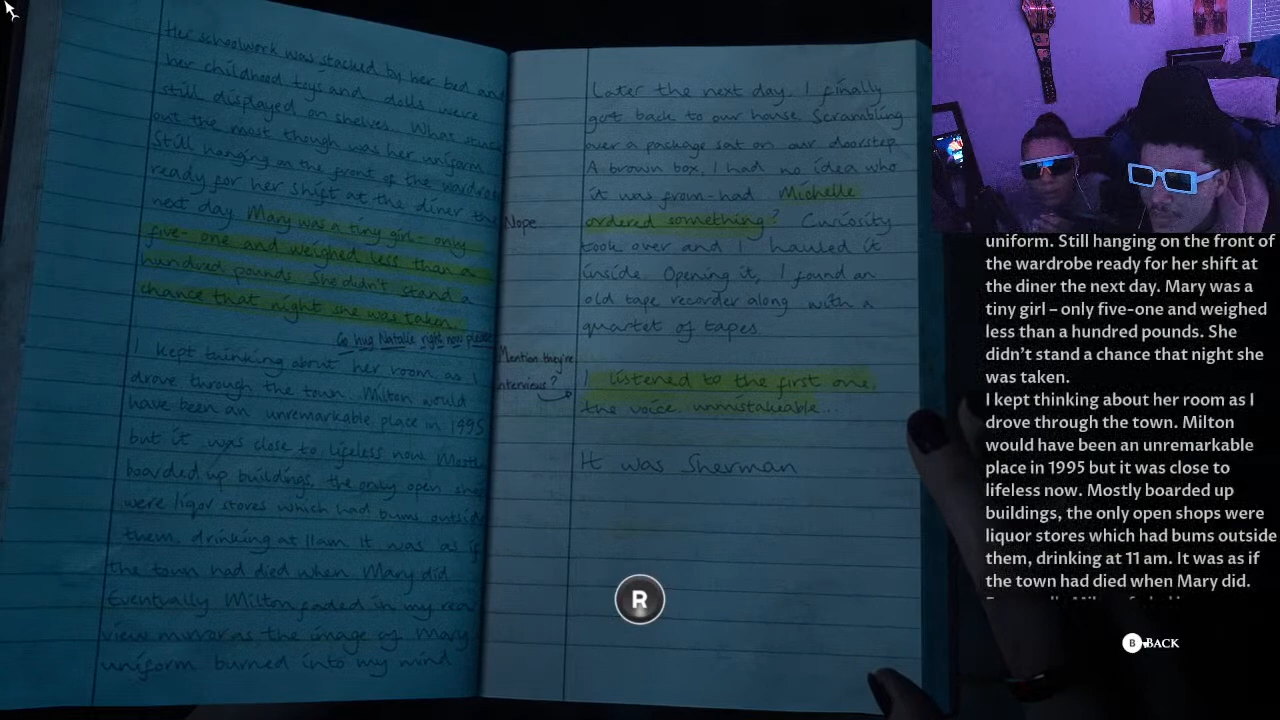 Her schoolwork was stacked by her bed and
her childhood toys and dolls were
still displayed on shelves. What stuck
out the most though was her uniform
Still hanging on the front of the wardrobe
ready for her shift at the diner the
next day Mary was a tiny girl - only
five-one and weighed less than a
hundred pounds. She didn't stand a
chance that night she was taken.
Go hug Natalie right now please
I kept thinking about her room as I
drove through the town. Milton would
have been an unremarkable place in 1995
but it was close to lifeless now Mostly
boarded up buildings, the only open shops
were liqor stores which had bums outside
them, drinking at 11am It was as if
the town had died when Mary did
Eventually Milton faded in my rear
view mirror as the image of Mary
uniform burned into my mind
Nope
Mention they're
interviews?
Later the next day. I finally
got back to our house. Scrambling
over a package sat on our doorstep
A brown box, I had no idea who
it was from-had Michelle
ordered something? Curiosity
took over and I hauled it
inside. Opening it, I found an
old tape recorder along with a
quartet of tapes
I listened to the first one,
the voice unmistakeable...
It was Sherman
R
uniform. Still hanging on the front of
the wardrobe ready for her shift at
the diner the next day. Mary was a
tiny girl – only five-one and weighed
less than a hundred pounds. She
didn't stand a chance that night she
was taken.
I kept thinking about her room as I
drove through the town. Milton
would have been an unremarkable
place in 1995 but it was close to
lifeless now. Mostly boarded up
buildings, the only open shops were
liquor stores which had bums outside
them, drinking at 11 am. It was as if
the town had died when Mary did.
B BACK